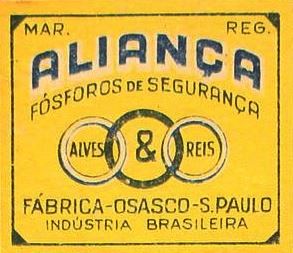 MAR. REG.
ALIANÇA
FÓSFOROS DE SEGURANÇA
ALVES & REIS
FÁBRICA-OSASCO-S.PAULO
INDÚSTRIA BRASILEIRA